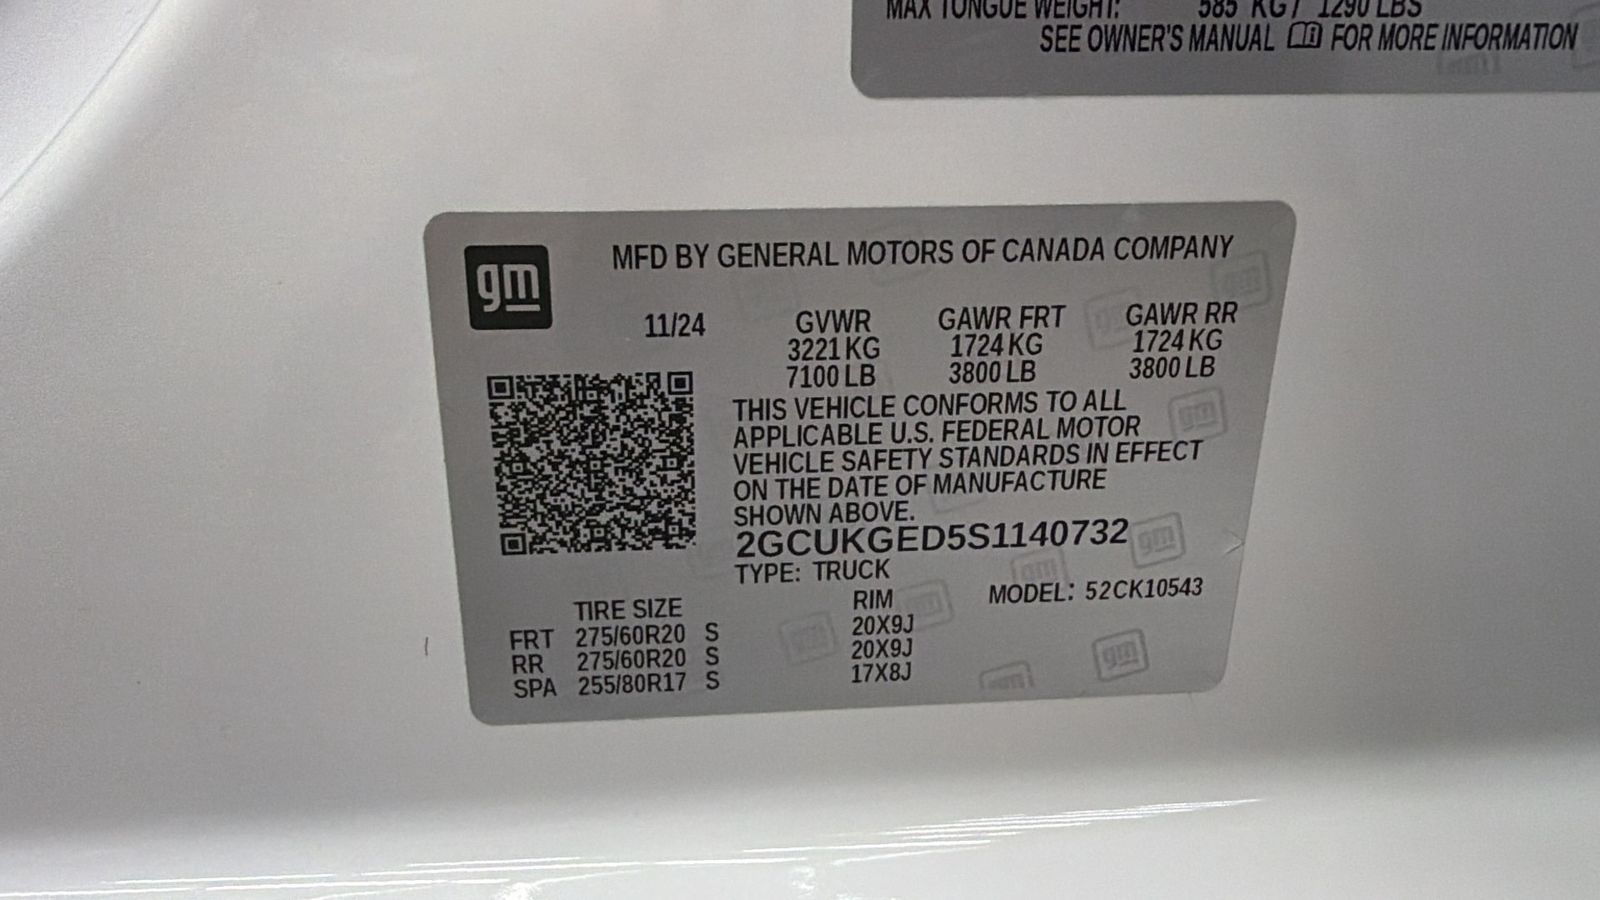 MAX TONGUE WEIGHT: 585 KG / 1290 LBS
SEE OWNER'S MANUAL FOR MORE INFORMATION
gm
MFD BY GENERAL MOTORS OF CANADA COMPANY
11/24 GVWR GAWR FRT GAWR RR
3221 KG 1724 KG 1724 KG
7100 LB 3800 LB 3800 LB
THIS VEHICLE CONFORMS TO ALL
APPLICABLE U.S. FEDERAL MOTOR
VEHICLE SAFETY STANDARDS IN EFFECT
ON THE DATE OF MANUFACTURE
SHOWN ABOVE.
2GCUKGED5S1140732
TYPE: TRUCK
MODEL: 52CK10543
TIRE SIZE RIM
FRT 275/60R20 S 20X9J
RR 275/60R20 S 20X9J
SPA 255/80R17 S 17X8J